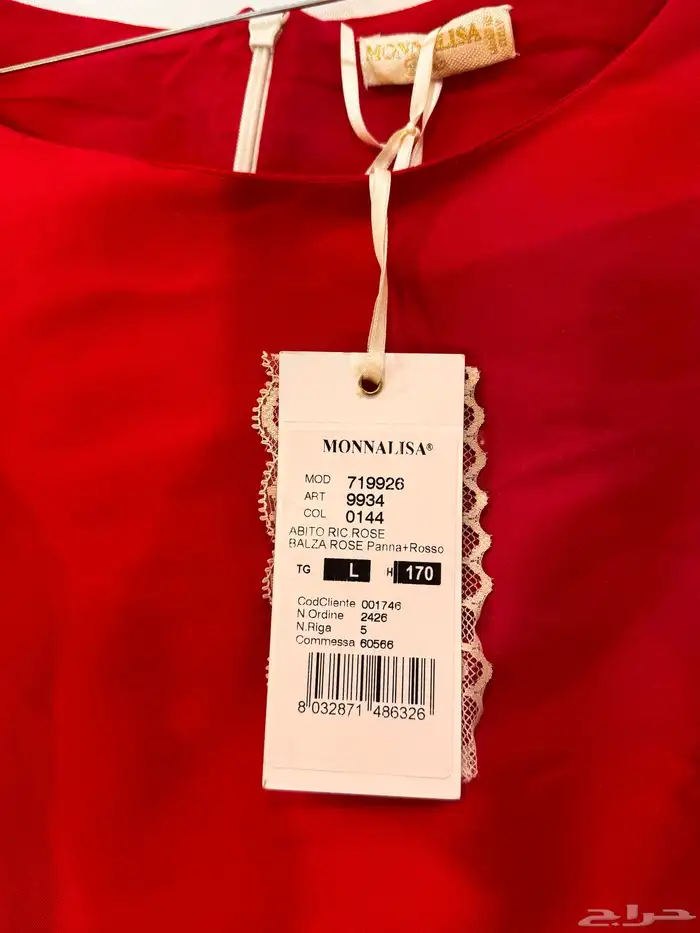 MONNALISA
MONNALISA®
MOD 719926
ART 9934
COL 0144
ABITO RIC.ROSE
BALZA ROSE Panna+Rosso
TG L H 170
CodCliente 001746
N.Ordine 2426
N.Riga 5
Commessa 60566
8 032871 486326
حراج